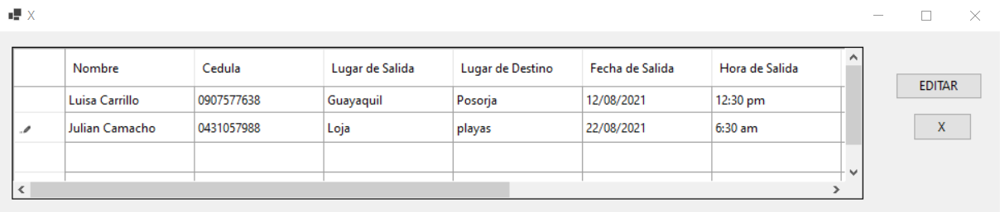 X
Nombre Cedula Lugar de Salida Lugar de Destino Fecha de Salida Hora de Salida
Luisa Carrillo 0907577638 Guayaquil Posorja 12/08/2021 12:30 pm
Julian Camacho 0431057988 Loja playas 22/08/2021 6:30 am
EDITAR
X